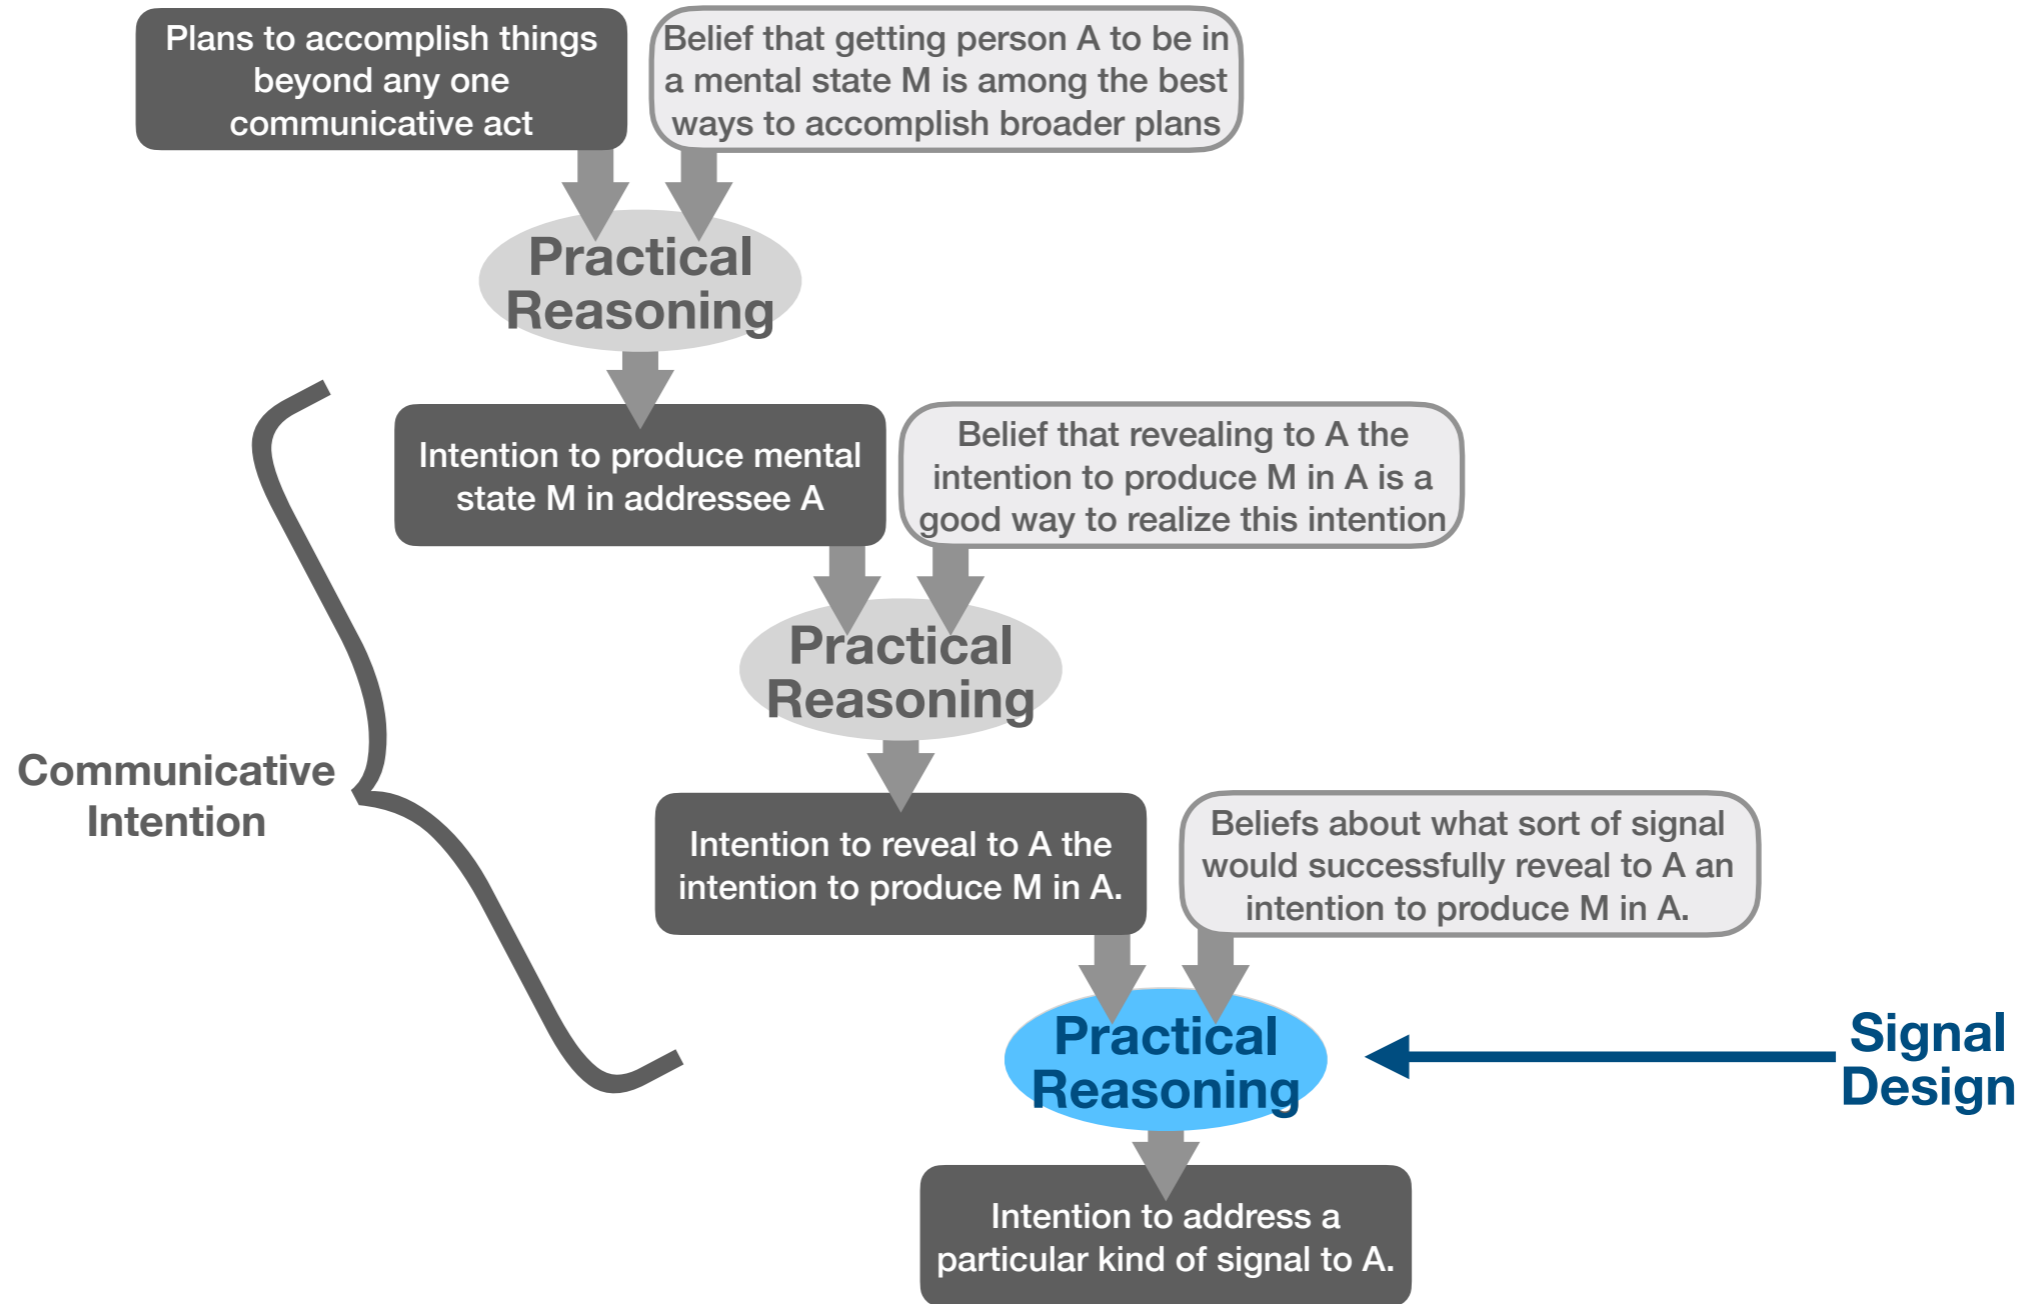 Plans to accomplish things
beyond any one
communicative act
Belief that getting person A to be in
a mental state M is among the best
ways to accomplish broader plans
Practical
Reasoning
Intention to produce mental
state M in addressee A
Belief that revealing to A the
intention to produce M in A is a
good way to realize this intention
Practical
Reasoning
Communicative
Intention
Intention to reveal to A the
intention to produce M in A.
Beliefs about what sort of signal
would successfully reveal to A an
intention to produce M in A.
Practical
Reasoning
Signal
Design
Intention to address a
particular kind of signal to A.